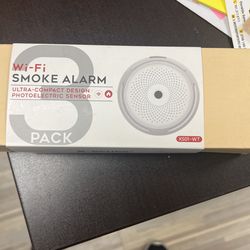 3
Wi-Fi
SMOKE ALARM
ULTRA-COMPACT DESIGN
PHOTOELECTRIC SENSOR
PACK
XS01-WT